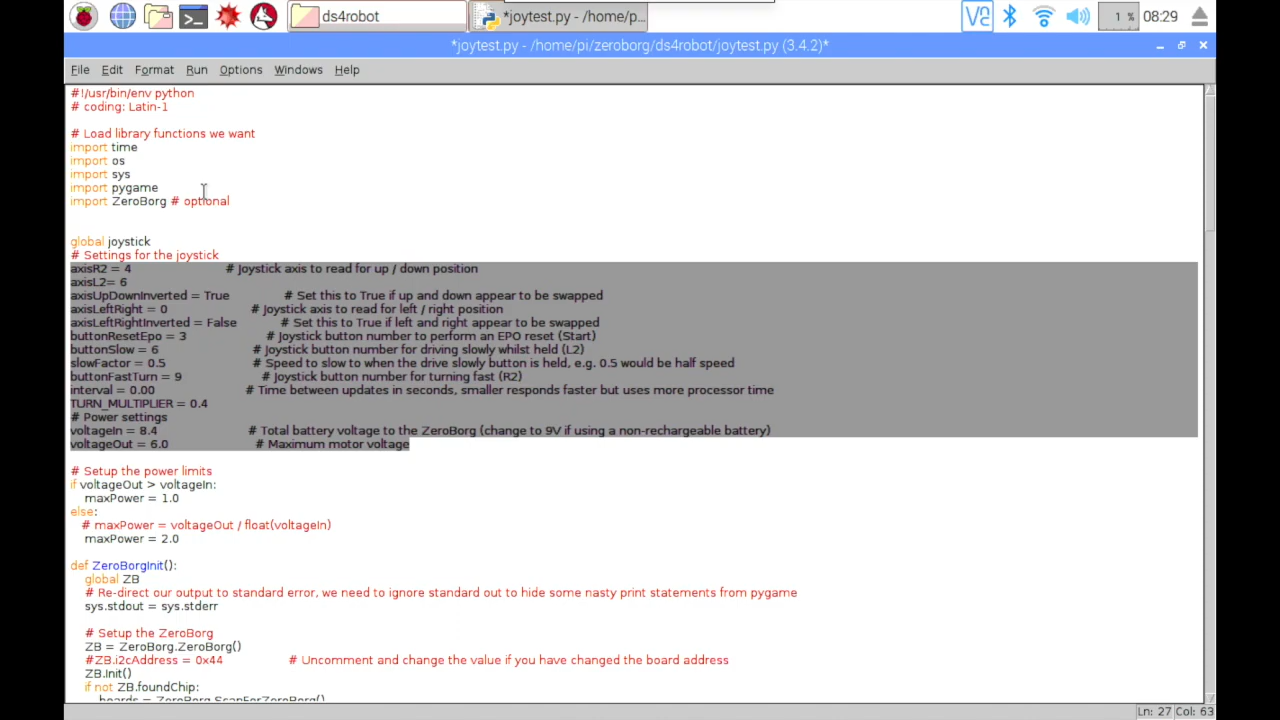 ds4robot
*joytest.py - /home/p...
1 %
08:29
*joytest.py - /home/pi/zeroborg/ds4robot/joytest.py (3.4.2)*
File Edit Format Run Options Windows Help
#!/usr/bin/env python
# coding: Latin-1
# Load library functions we want
import time
import os
import sys
import pygame
import ZeroBorg # optional
global joystick
# Settings for the joystick
axisR2 = 4 # Joystick axis to read for up / down position
axisL2= 6
axisUpDownInverted = True # Set this to True if up and down appear to be swapped
axisLeftRight = 0 # Joystick axis to read for left / right position
axisLeftRightInverted = False # Set this to True if left and right appear to be swapped
buttonResetEpo = 3 # Joystick button number to perform an EPO reset (Start)
buttonSlow = 6 # Joystick button number for driving slowly whilst held (L2)
slowFactor = 0.5 # Speed to slow to when the drive slowly button is held, e.g. 0.5 would be half speed
buttonFastTurn = 9 # Joystick button number for turning fast (R2)
interval = 0.00 # Time between updates in seconds, smaller responds faster but uses more processor time
TURN_MULTIPLIER = 0.4
# Power settings
voltageIn = 8.4 # Total battery voltage to the ZeroBorg (change to 9V if using a non-rechargeable battery)
voltageOut = 6.0 # Maximum motor voltage
# Setup the power limits
if voltageOut > voltageIn:
maxPower = 1.0
else:
# maxPower = voltageOut / float(voltageIn)
maxPower = 2.0
def ZeroBorgInit():
global ZB
# Re-direct our output to standard error, we need to ignore standard out to hide some nasty print statements from pygame
sys.stdout = sys.stderr
# Setup the ZeroBorg
ZB = ZeroBorg.ZeroBorg()
#ZB.i2cAddress = 0x44 # Uncomment and change the value if you have changed the board address
ZB.Init()
if not ZB.foundChip:
boards = ZeroBorg.ScanForZeroBorg()
Ln: 27 Col: 63